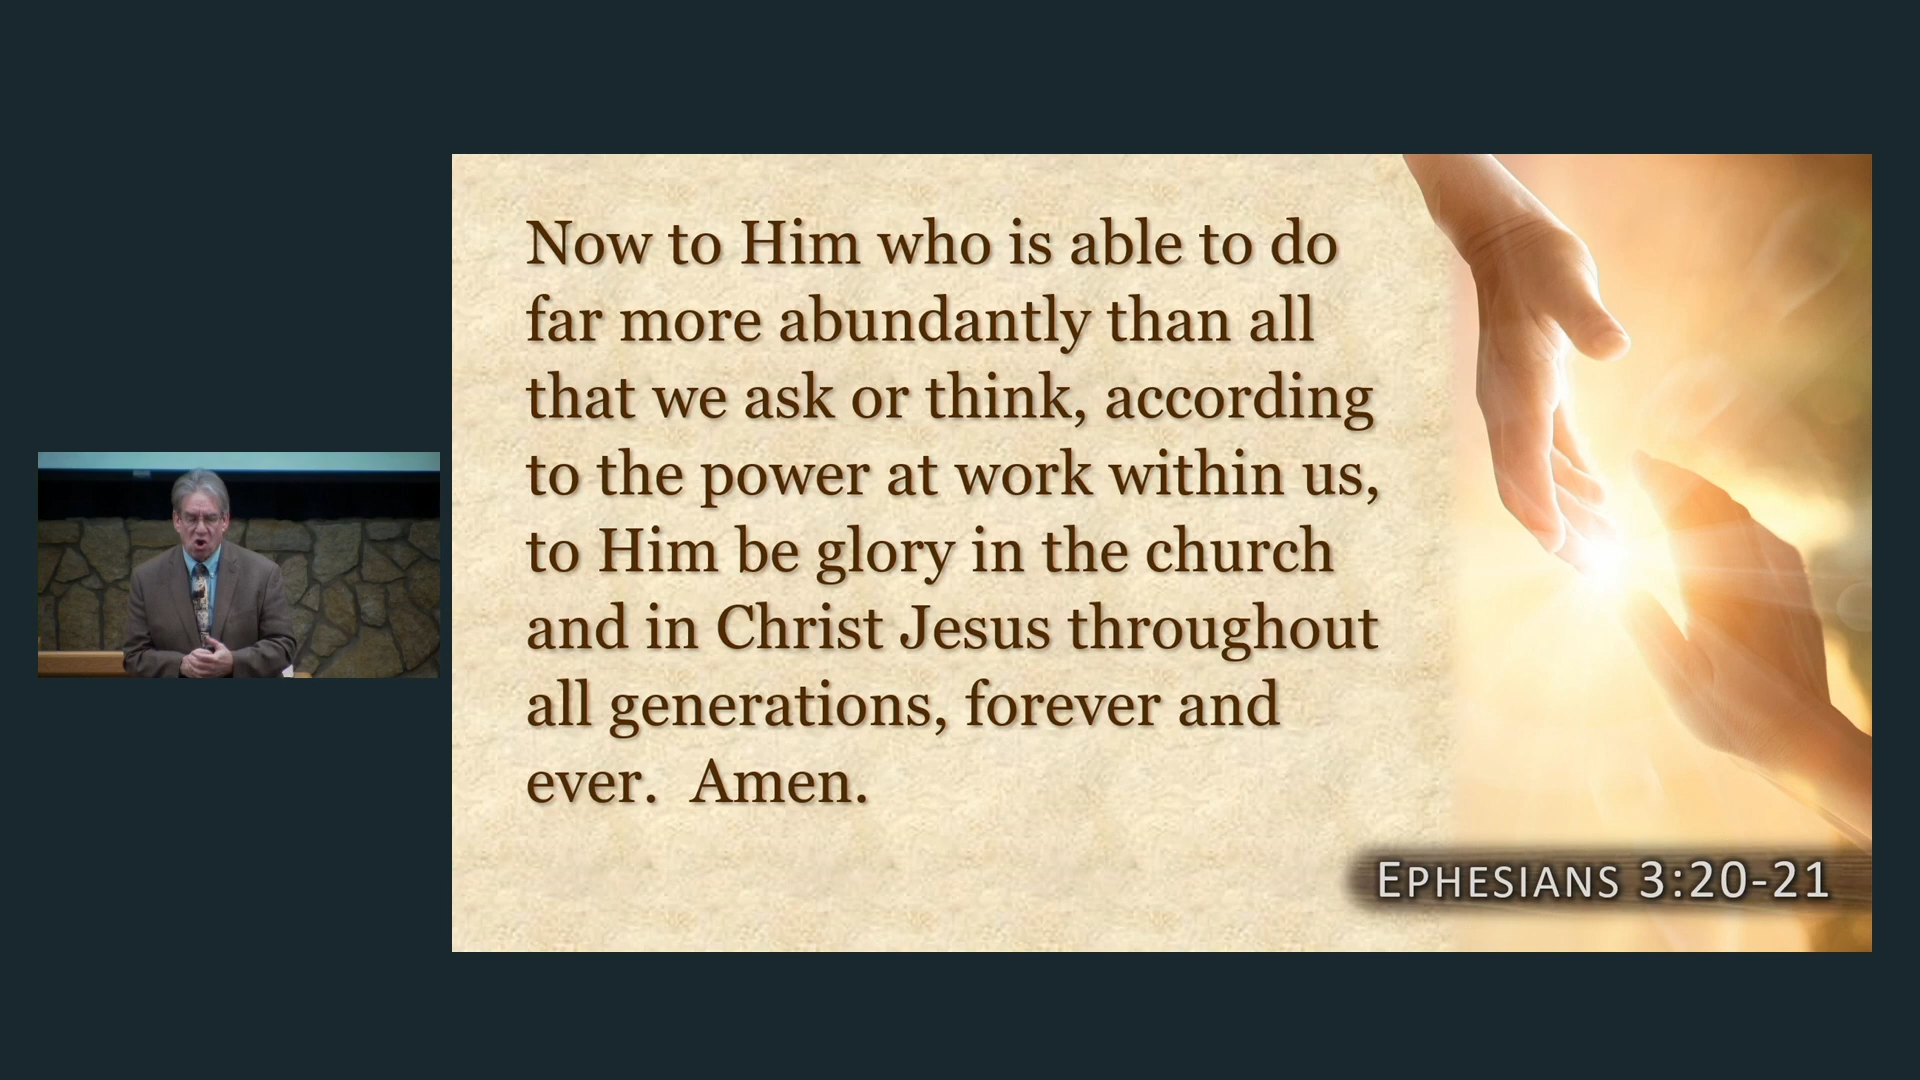 Now to Him who is able to do
far more abundantly than all
that we ask or think, according
to the power at work within us,
to Him be glory in the church
and in Christ Jesus throughout
all generations, forever and
ever.  Amen.
EPHESIANS 3:20-21